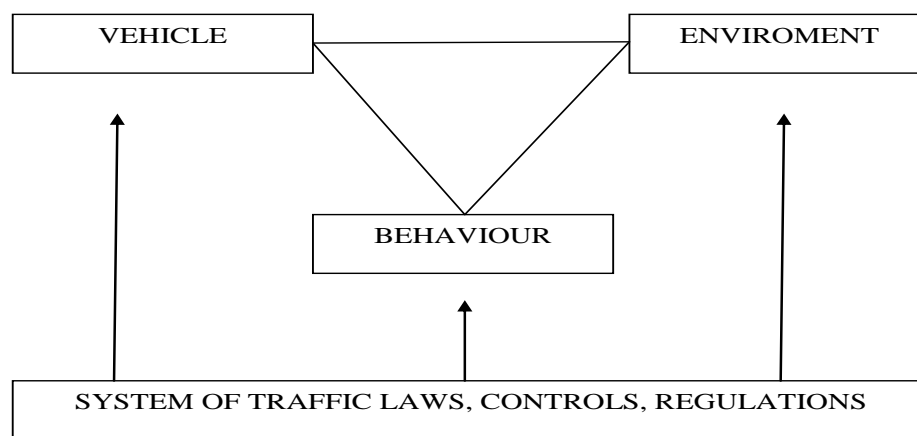 VEHICLE
ENVIROMENT
BEHAVIOUR
SYSTEM OF TRAFFIC LAWS, CONTROLS, REGULATIONS